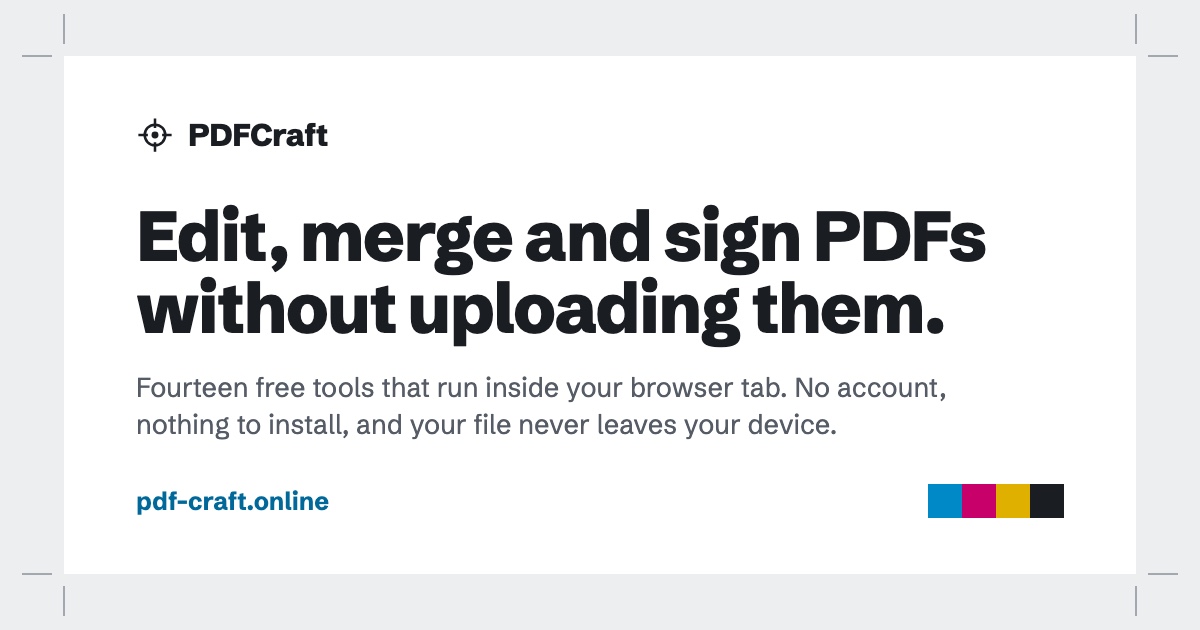 PDFCraft
Edit, merge and sign PDFs
without uploading them.
Fourteen free tools that run inside your browser tab. No account,
nothing to install, and your file never leaves your device.
pdf-craft.online